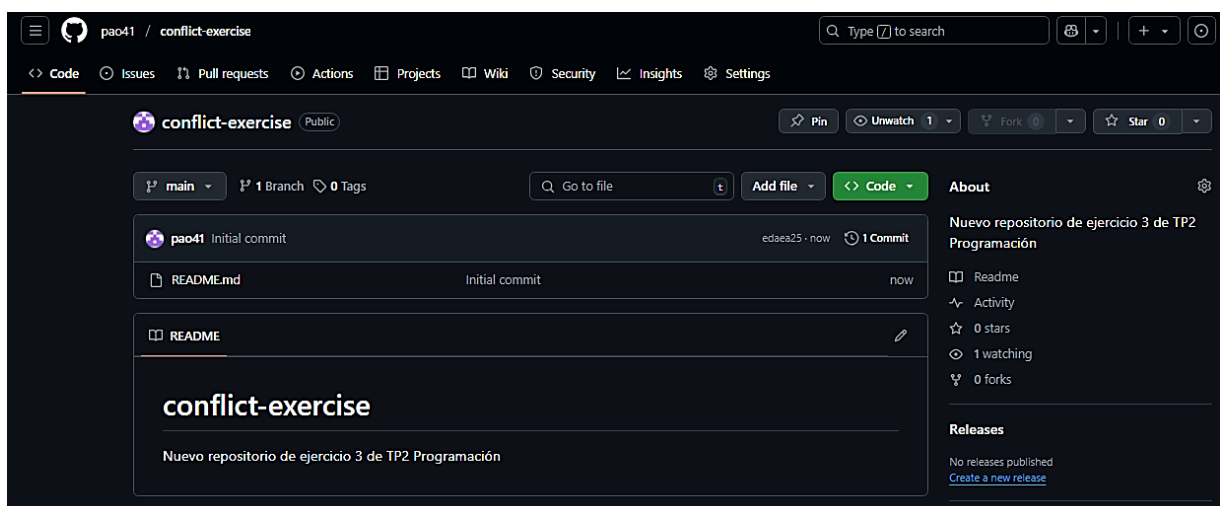 pao41 / conflict-exercise
Type / to search
Code Issues Pull requests Actions Projects Wiki Security Insights Settings
conflict-exercise Public
Pin Unwatch 1 Fork 0 Star 0
main 1 Branch 0 Tags
Go to file t Add file Code
pao41 Initial commit edaea25 · now 1 Commit
README.md Initial commit now
README
conflict-exercise
Nuevo repositorio de ejercicio 3 de TP2 Programación
About
Nuevo repositorio de ejercicio 3 de TP2
Programación
Readme
Activity
0 stars
1 watching
0 forks
Releases
No releases published
Create a new release